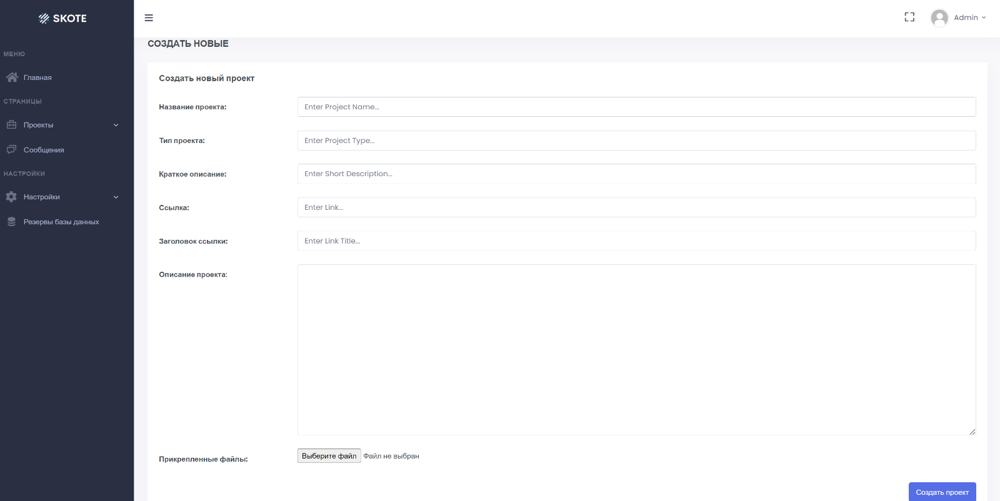 SKOTE
Admin
МЕНЮ
Главная
СТРАНИЦЫ
Проекты
Сообщения
НАСТРОЙКИ
Настройки
Резервы базы данных
СОЗДАТЬ НОВЫЕ
Создать новый проект
Название проекта:
Enter Project Name...
Тип проекта:
Enter Project Type...
Краткое описание:
Enter Short Description...
Ссылка:
Enter Link...
Заголовок ссылки:
Enter Link Title...
Описание проекта:
Прикрепленные файлы:
Выберите файл Файл не выбран
Создать проект